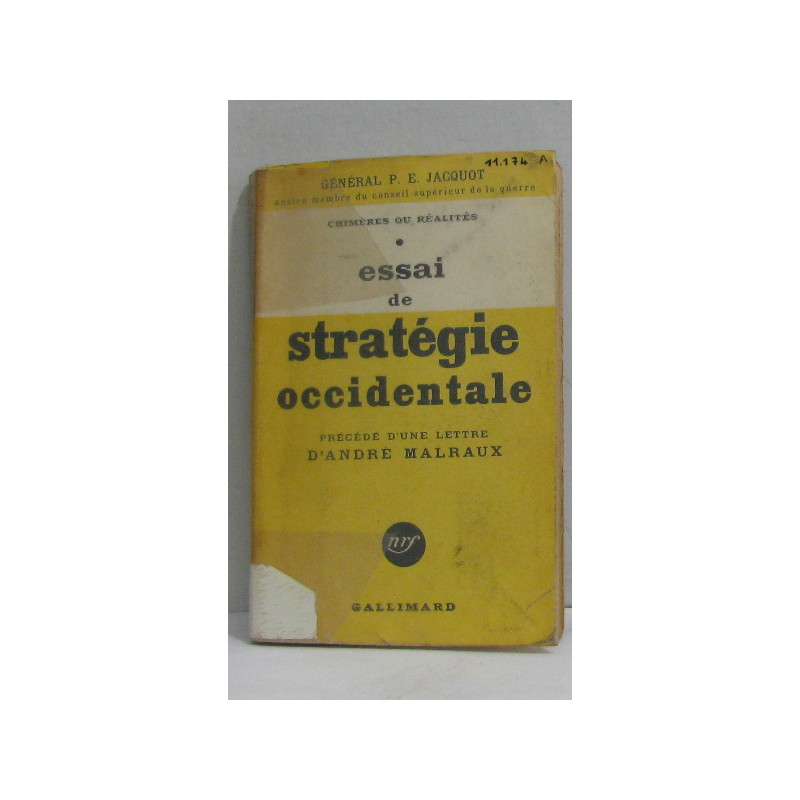 11.174 A
GÉNÉRAL P. E. JACQUOT
ancien membre du conseil supérieur de la guerre
CHIMÈRES OU RÉALITÉS
•
essai
de
stratégie
occidentale
PRÉCÉDÉ D'UNE LETTRE
D'ANDRÉ MALRAUX
nrf
GALLIMARD